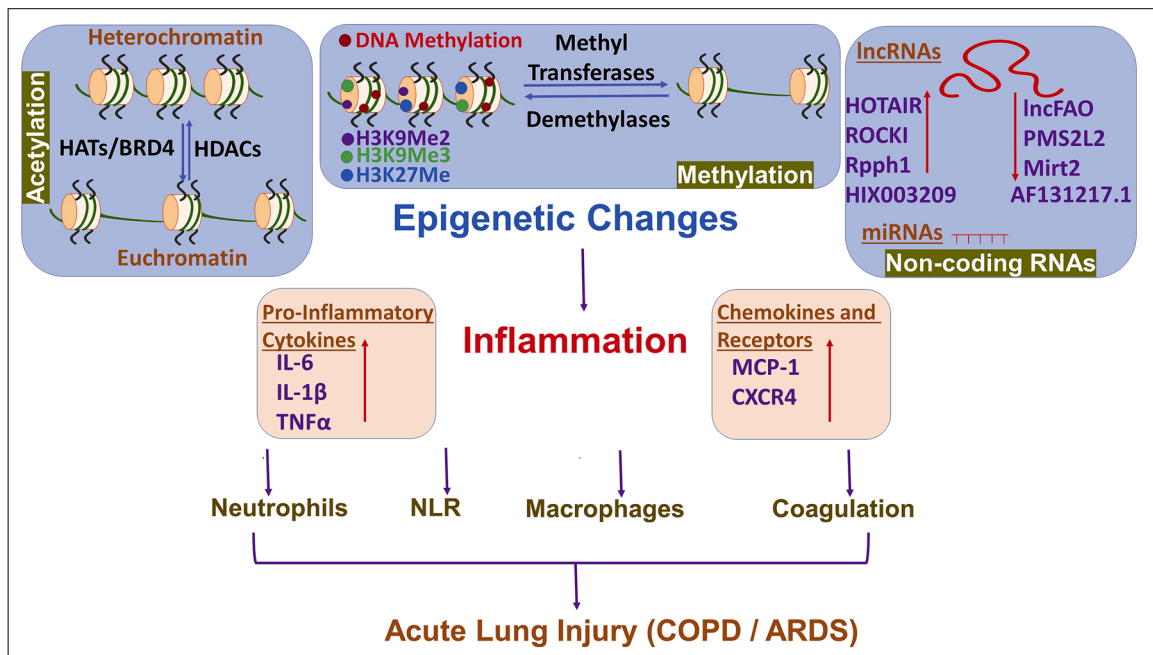 Heterochromatin
Acetylation
HATs/BRD4
HDACs
Euchromatin
DNA Methylation
Methyl
Transferases
Demethylases
H3K9Me2
H3K9Me3
H3K27Me
Methylation
lncRNAs
HOTAIR
ROCKI
Rpph1
HIX003209
lncFAO
PMS2L2
Mirt2
AF131217.1
miRNAs
Non-coding RNAs
Epigenetic Changes
Pro-Inflammatory
Cytokines
IL-6
IL-1β
TNFα
Inflammation
Chemokines and
Receptors
MCP-1
CXCR4
Neutrophils
NLR
Macrophages
Coagulation
Acute Lung Injury (COPD / ARDS)